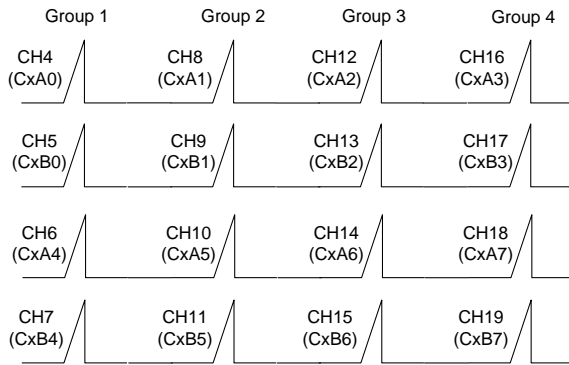 Group 1 Group 2 Group 3 Group 4
CH4 CH8 CH12 CH16
(CxA0) (CxA1) (CxA2) (CxA3)
CH5 CH9 CH13 CH17
(CxB0) (CxB1) (CxB2) (CxB3)
CH6 CH10 CH14 CH18
(CxA4) (CxA5) (CxA6) (CxA7)
CH7 CH11 CH15 CH19
(CxB4) (CxB5) (CxB6) (CxB7)